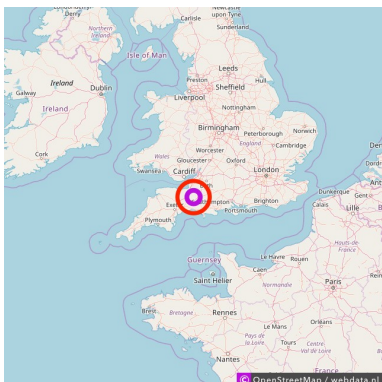 Carlisle
upon-Tyne
Sunderland
Northern
Ireland
Isle of Man
Leeds
Preston
Hull
Ireland
Dublin
Sheffield
Galway
Liverpool
Ireland
Nottingham
Birmingham
Peterborough
Norwich
England
Cambridge
Cork
Wales
Worcester
Gloucester
Oxford
Swansea
Cardiff
London
Dunkerque
Gent
Brighton
Calais
Portsmouth
Lille
Plymouth
Hauts-de
France
Guernsey
Le Havre
Rouen
Caen
Saint Helier
Normandie
Paris
Brest
Bretagne
Rennes
Le Mans
Orléans
Pays de
la Loire
Tours
Centre
Val de Loire
Nantes
France
© OpenStreetMap / webdata.nl